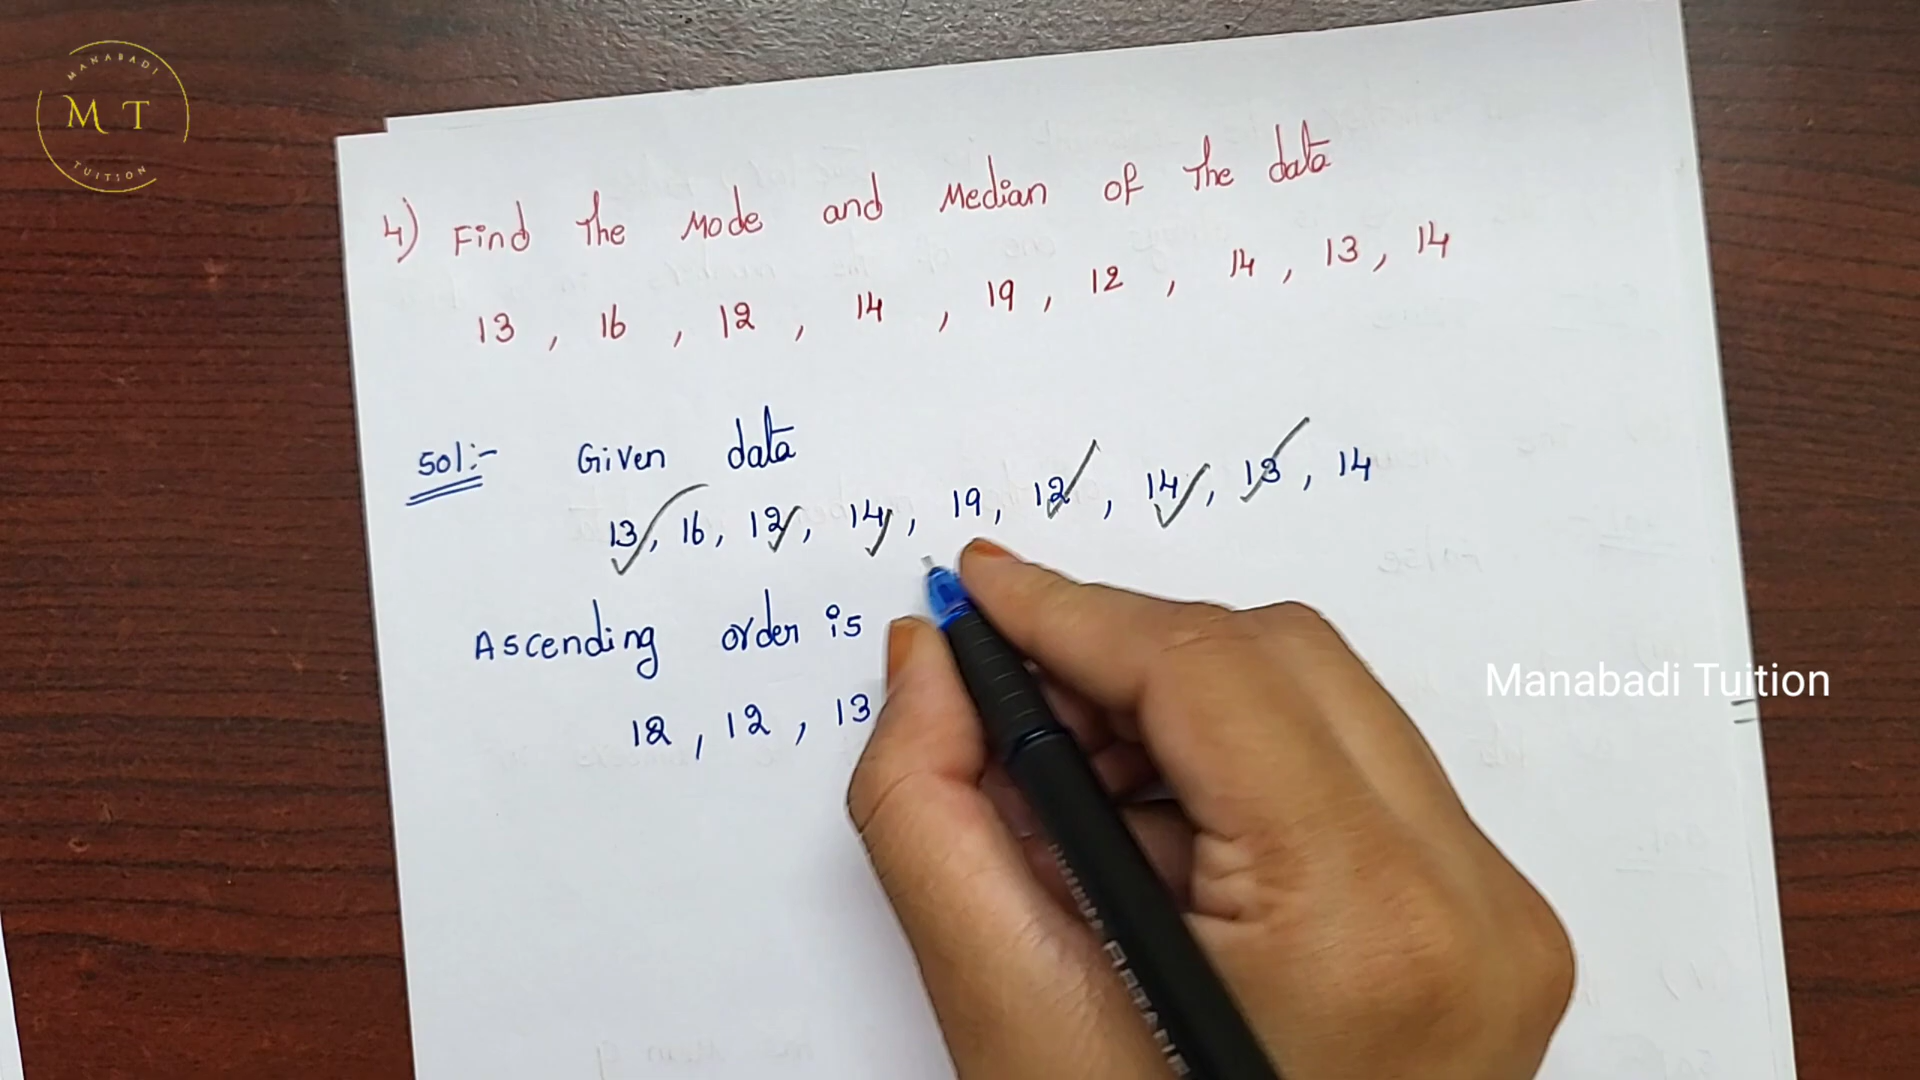 MANABADI
M T
TUITION
4) Find the Mode and Median of the data
13 , 16 , 12 , 14 , 19 , 12 , 14 , 13 , 14
Sol:- Given data
13, 16, 12, 14, 19, 12, 14, 13, 14
Ascending order is
12 , 12 , 13
Manabadi Tuition